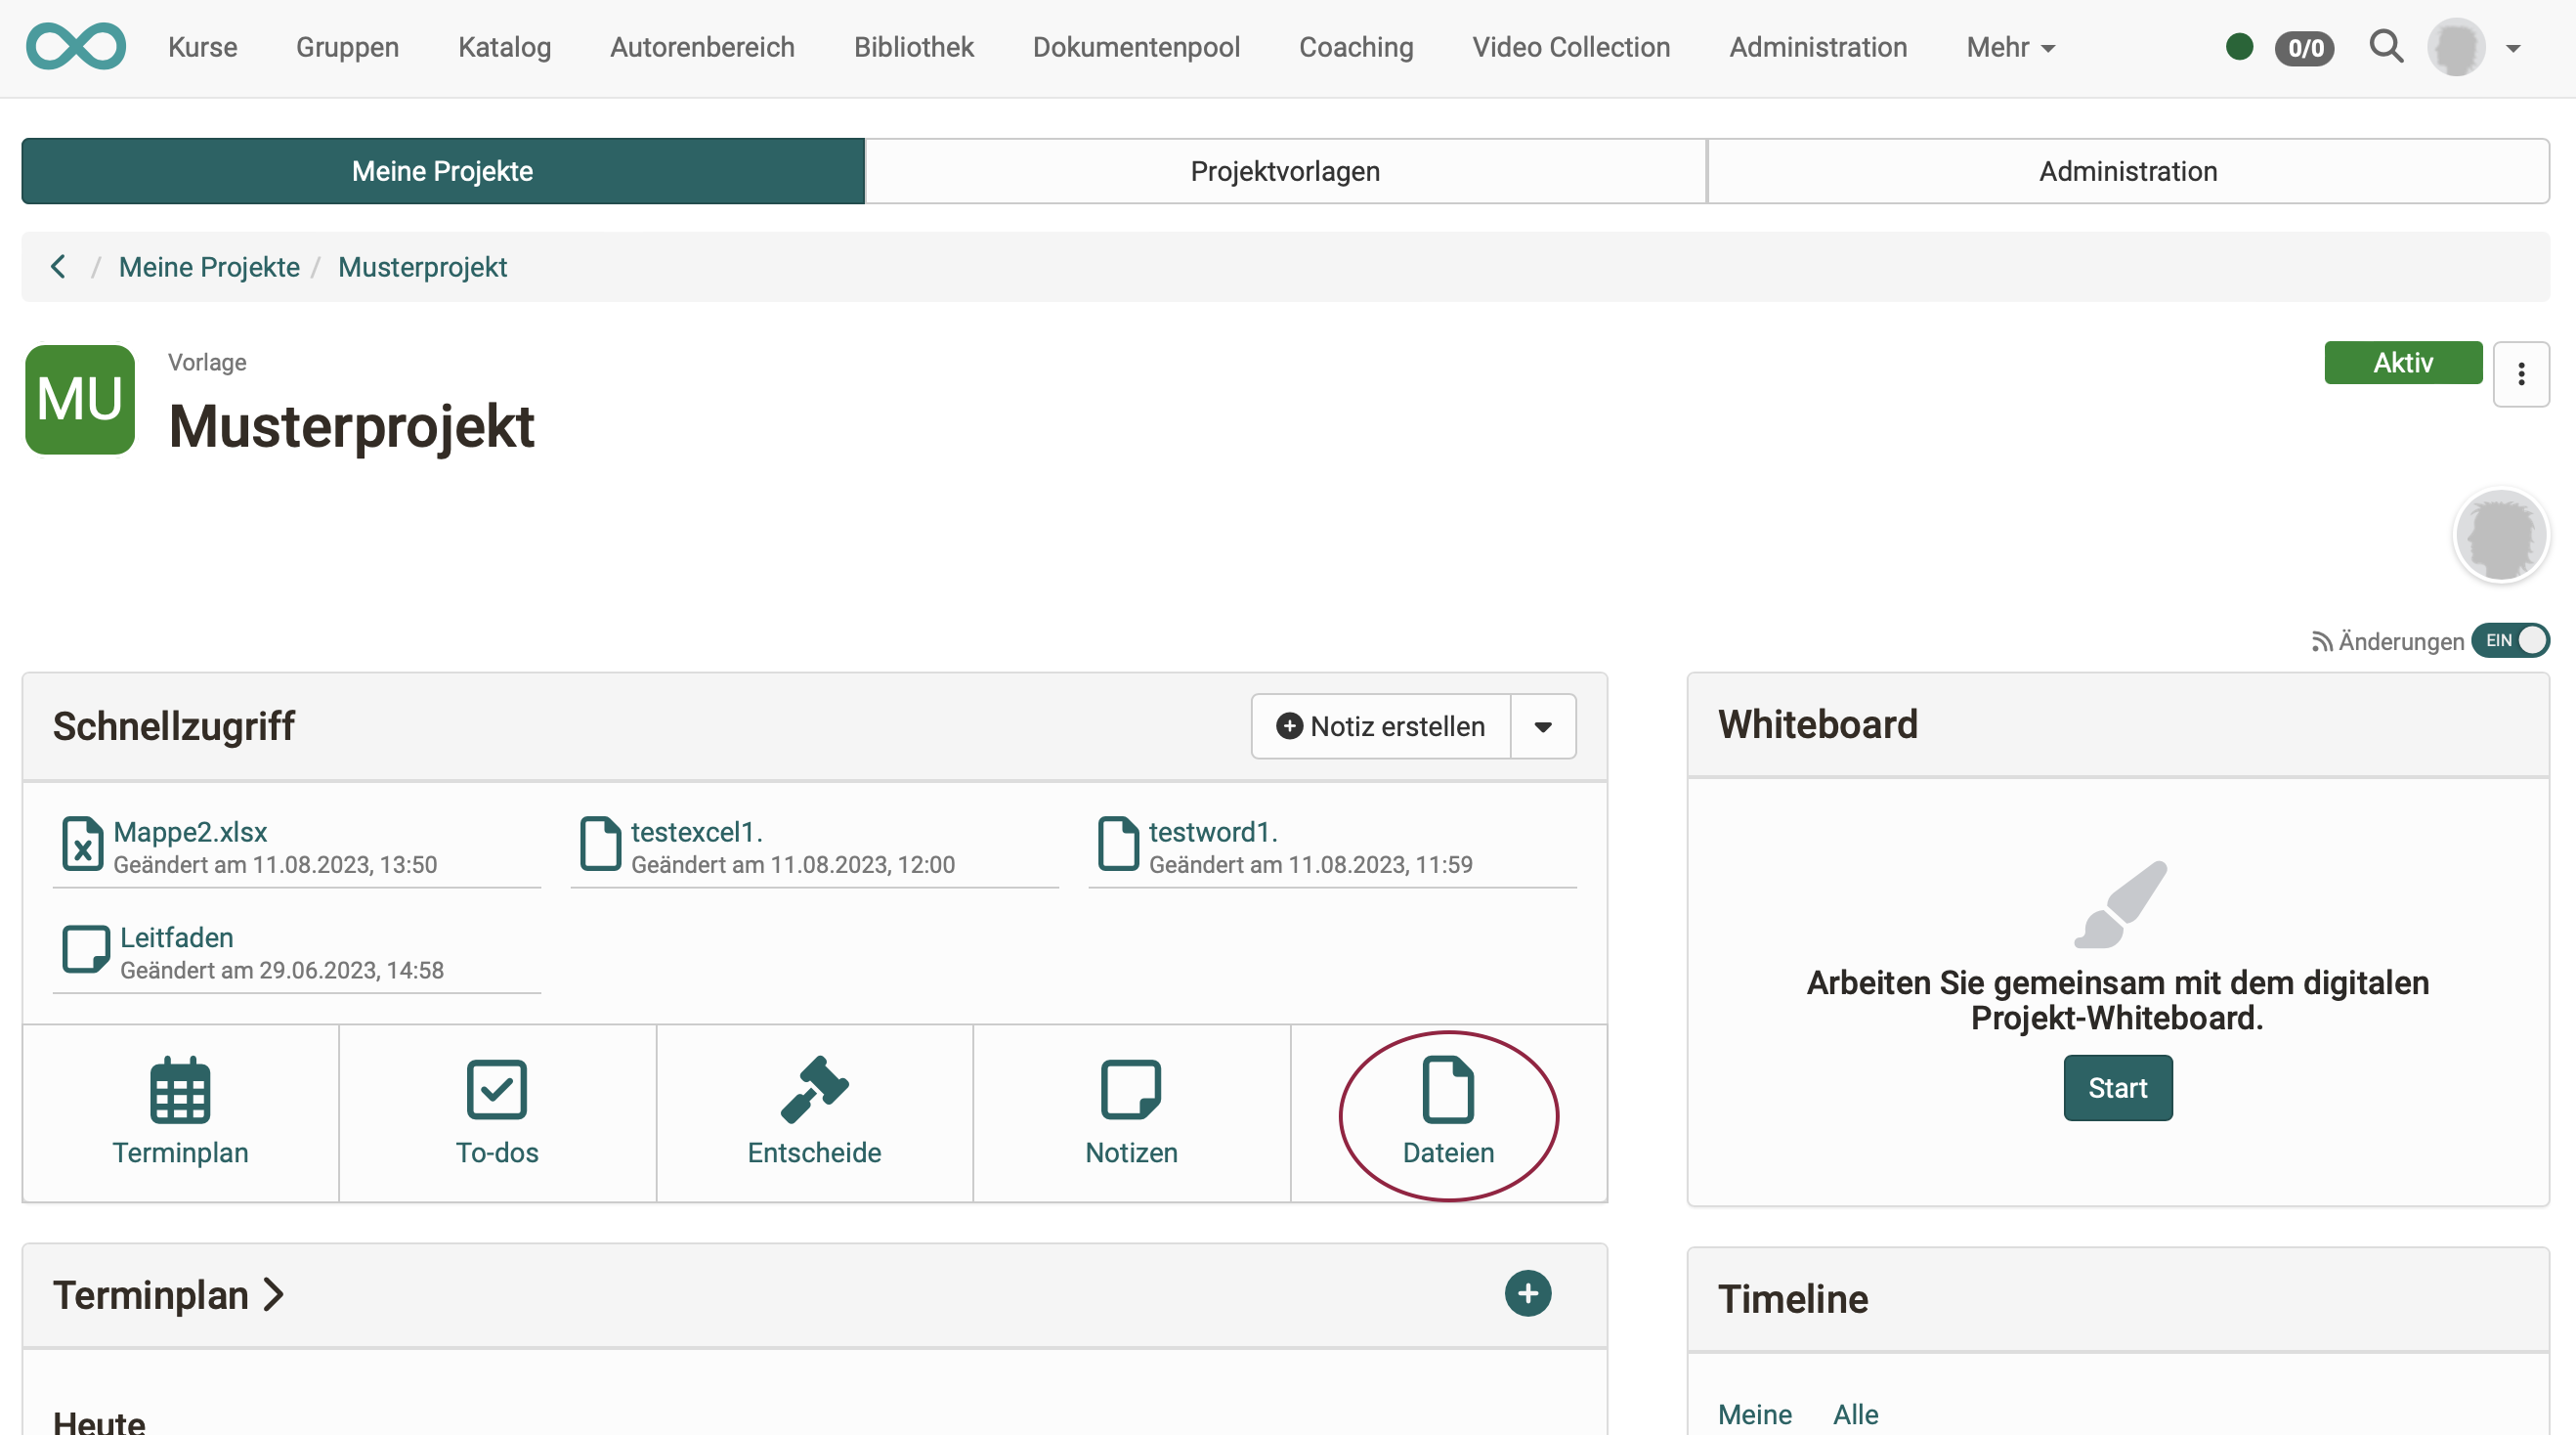 Kurse Gruppen Katalog Autorenbereich Bibliothek Dokumentenpool Coaching Video Collection Administration Mehr 0/0
Meine Projekte Projektvorlagen Administration
/ Meine Projekte / Musterprojekt
MU
Vorlage
Musterprojekt
Aktiv
Änderungen EIN
Schnellzugriff
Notiz erstellen
Mappe2.xlsx
Geändert am 11.08.2023, 13:50
testexcel1.
Geändert am 11.08.2023, 12:00
testword1.
Geändert am 11.08.2023, 11:59
Leitfaden
Geändert am 29.06.2023, 14:58
Terminplan To-dos Entscheide Notizen Dateien
Whiteboard
Arbeiten Sie gemeinsam mit dem digitalen
Projekt-Whiteboard.
Start
Terminplan
Heute
Timeline
Meine Alle